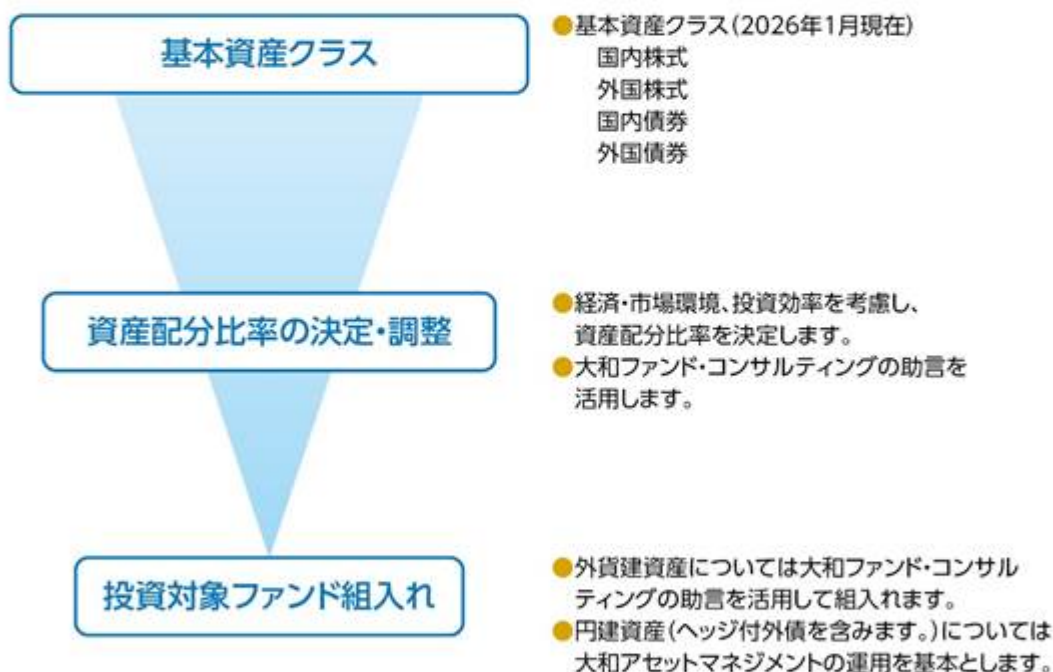 基本資産クラス
●基本資産クラス(2026年1月現在)
国内株式
外国株式
国内債券
外国債券
資産配分比率の決定・調整
●経済・市場環境、投資効率を考慮し、
資産配分比率を決定します。
●大和ファンド・コンサルティングの助言を
活用します。
投資対象ファンド組入れ
●外貨建資産については大和ファンド・コンサル
ティングの助言を活用して組入れます。
●円建資産(ヘッジ付外債を含みます。)については
大和アセットマネジメントの運用を基本とします。